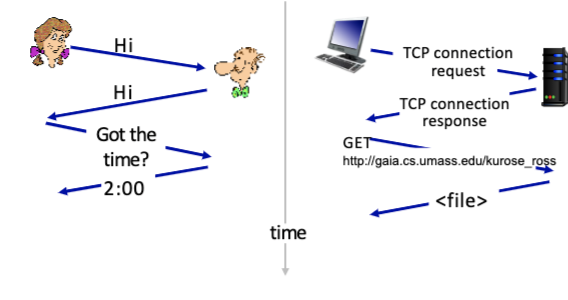 Hi
Hi
Got the
time?
2:00
time
TCP connection
request
TCP connection
response
GET
http://gaia.cs.umass.edu/kurose_ross
<file>